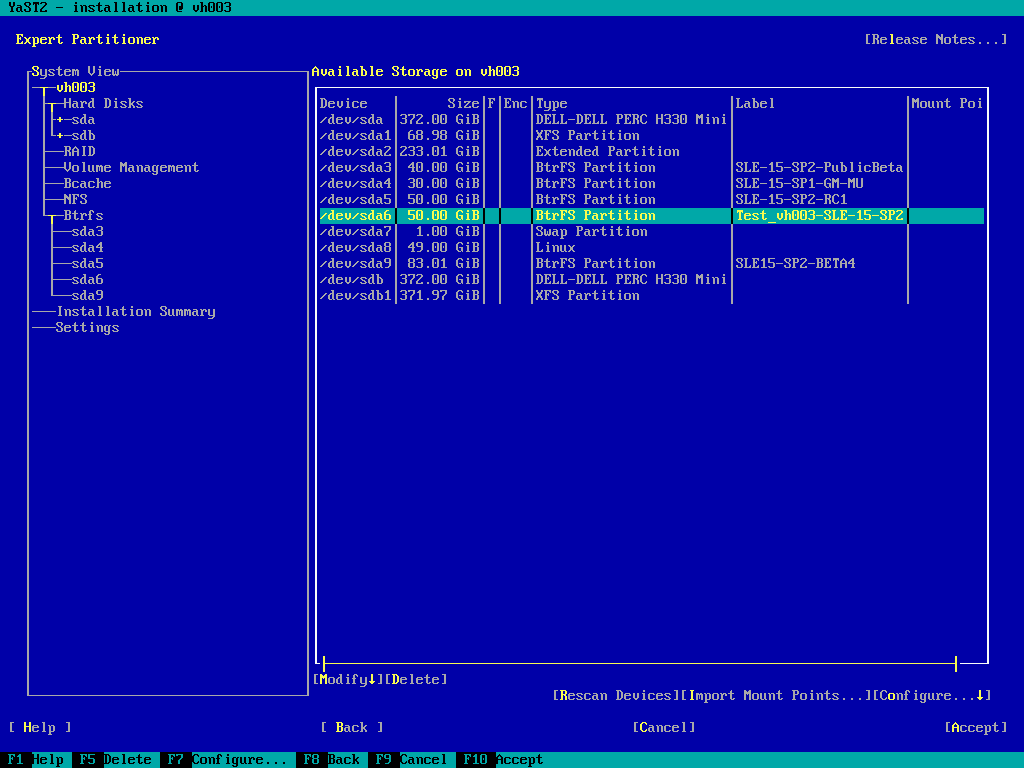 YaST2 - installation @ vh003
Expert Partitioner [Release Notes...]
System View
vh003
Hard Disks
+-sda
+-sdb
RAID
Volume Management
Bcache
NFS
Btrfs
sda3
sda4
sda5
sda6
sda9
Installation Summary
Settings
Available Storage on vh003
Device | Size|F|Enc|Type |Label |Mount Poi
/dev/sda |372.00 GiB| | |DELL-DELL PERC H330 Mini| |
/dev/sda1| 68.98 GiB| | |XFS Partition | |
/dev/sda2|233.01 GiB| | |Extended Partition | |
/dev/sda3| 40.00 GiB| | |BtrFS Partition |SLE-15-SP2-PublicBeta|
/dev/sda4| 30.00 GiB| | |BtrFS Partition |SLE-15-SP1-GM-MU |
/dev/sda5| 50.00 GiB| | |BtrFS Partition |SLE-15-SP2-RC1 |
/dev/sda6| 50.00 GiB| | |BtrFS Partition |Test_vh003-SLE-15-SP2|
/dev/sda7| 1.00 GiB| | |Swap Partition | |
/dev/sda8| 49.00 GiB| | |Linux | |
/dev/sda9| 83.01 GiB| | |BtrFS Partition |SLE15-SP2-BETA4 |
/dev/sdb |372.00 GiB| | |DELL-DELL PERC H330 Mini| |
/dev/sdb1|371.97 GiB| | |XFS Partition | |
[Modify↓][Delete]
[Rescan Devices][Import Mount Points...][Configure...↓]
[ Help ] [ Back ] [Cancel] [Accept]
F1 Help F5 Delete F7 Configure... F8 Back F9 Cancel F10 Accept